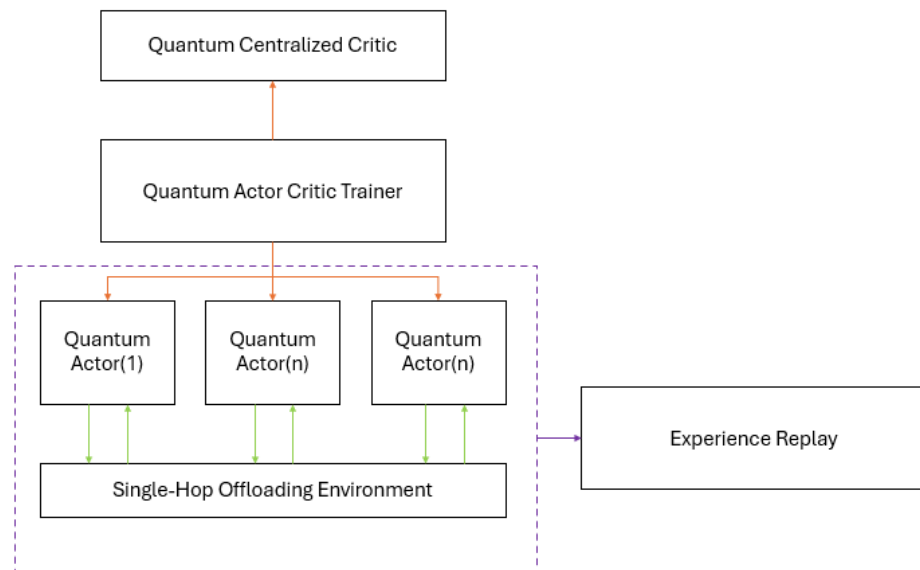 Quantum Centralized Critic
Quantum Actor Critic Trainer
Quantum
Actor(1)
Quantum
Actor(n)
Quantum
Actor(n)
Single-Hop Offloading Environment
Experience Replay